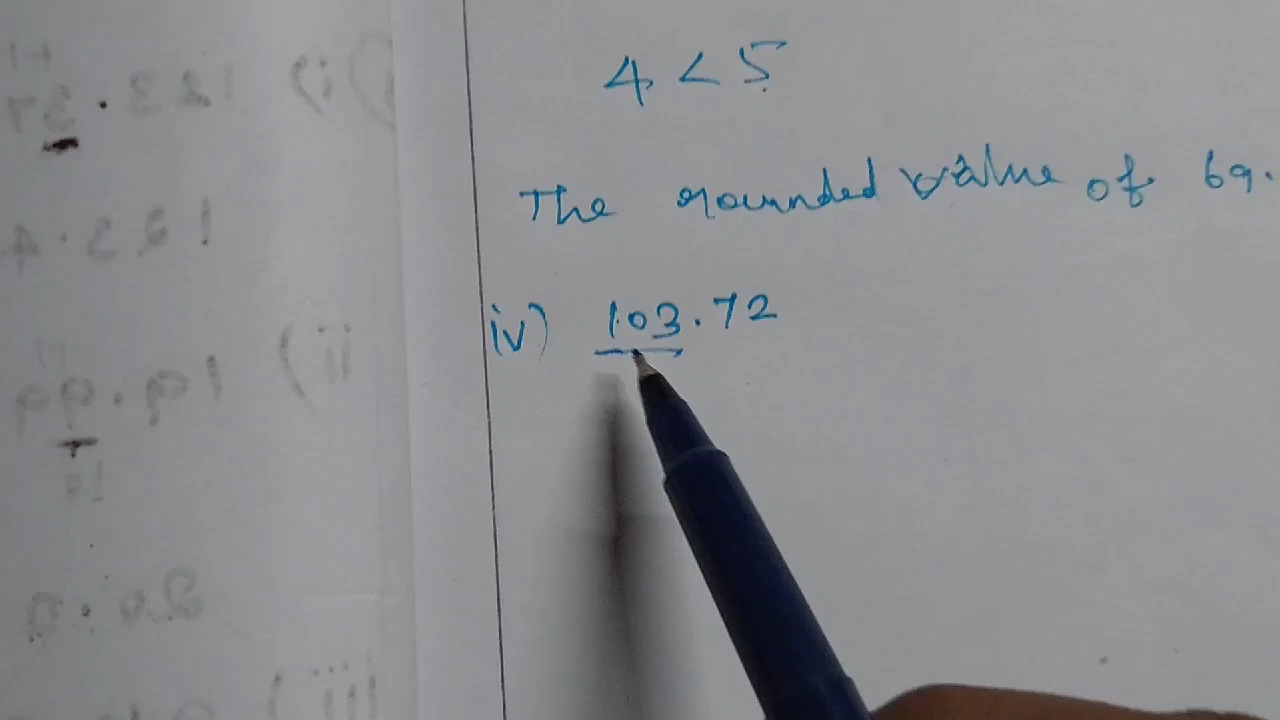 4 < 5
The rounded value of 69.
iv) 103.72